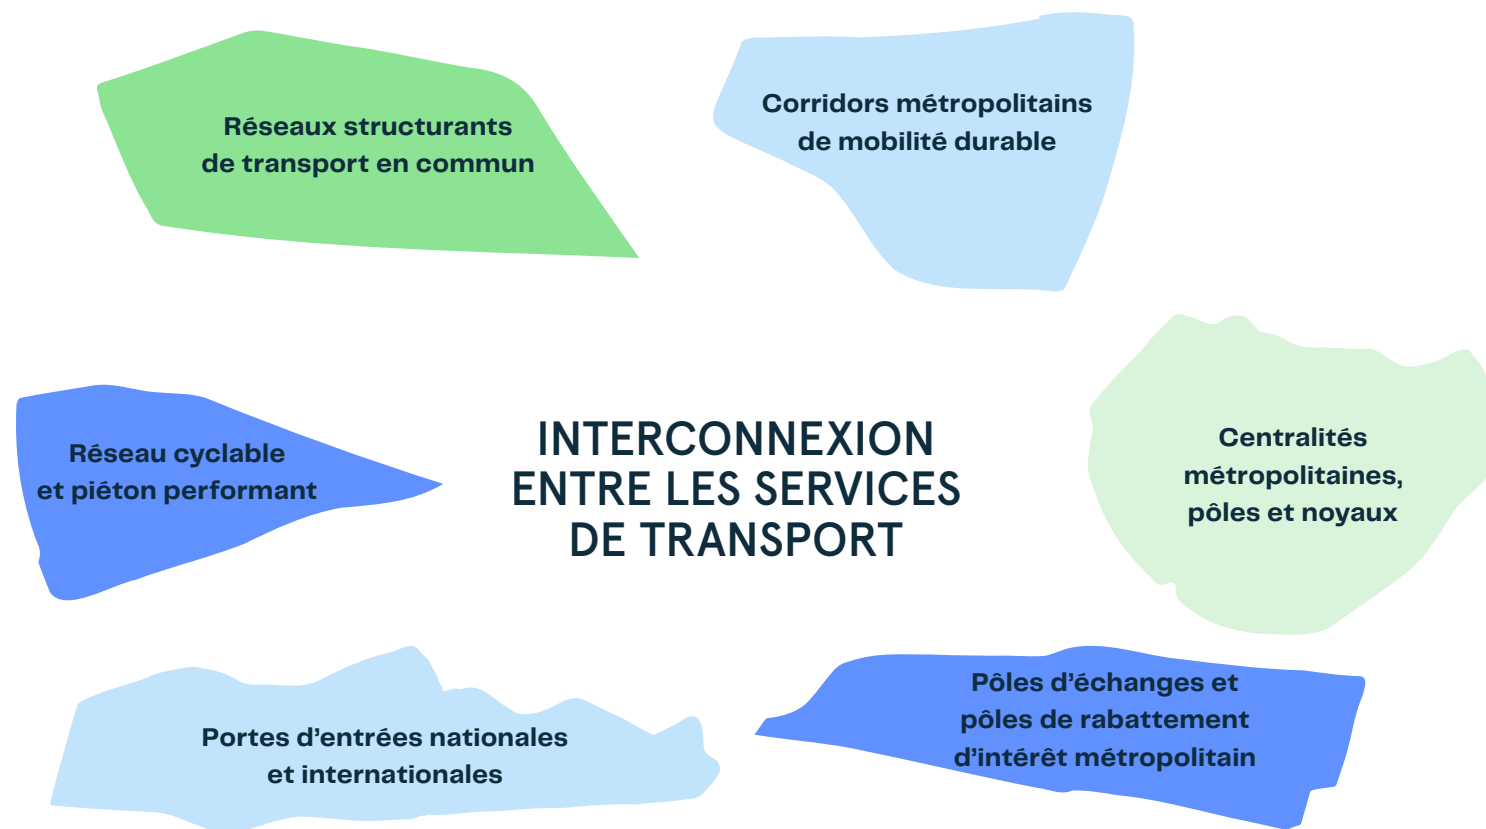 Réseaux structurants
de transport en commun
Corridors métropolitains
de mobilité durable
Réseau cyclable
et piéton performant
INTERCONNEXION
ENTRE LES SERVICES
DE TRANSPORT
Centralités
métropolitaines,
pôles et noyaux
Portes d’entrées nationales
et internationales
Pôles d’échanges et
pôles de rabattement
d’intérêt métropolitain